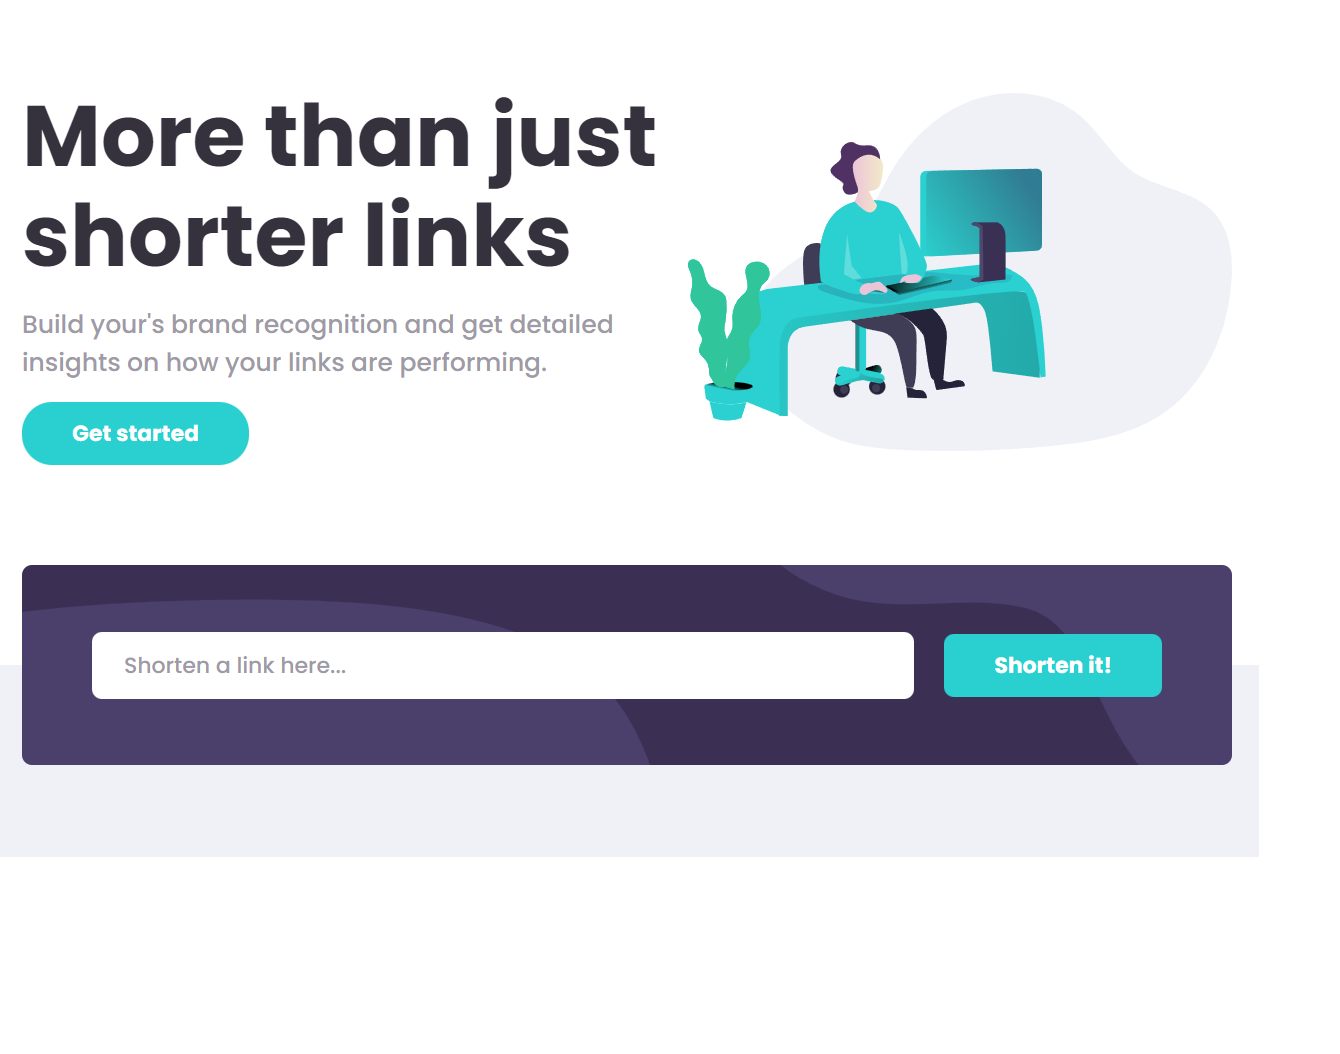 More than just
shorter links
Build your's brand recognition and get detailed
insights on how your links are performing.
Get started
Shorten a link here...
Shorten it!